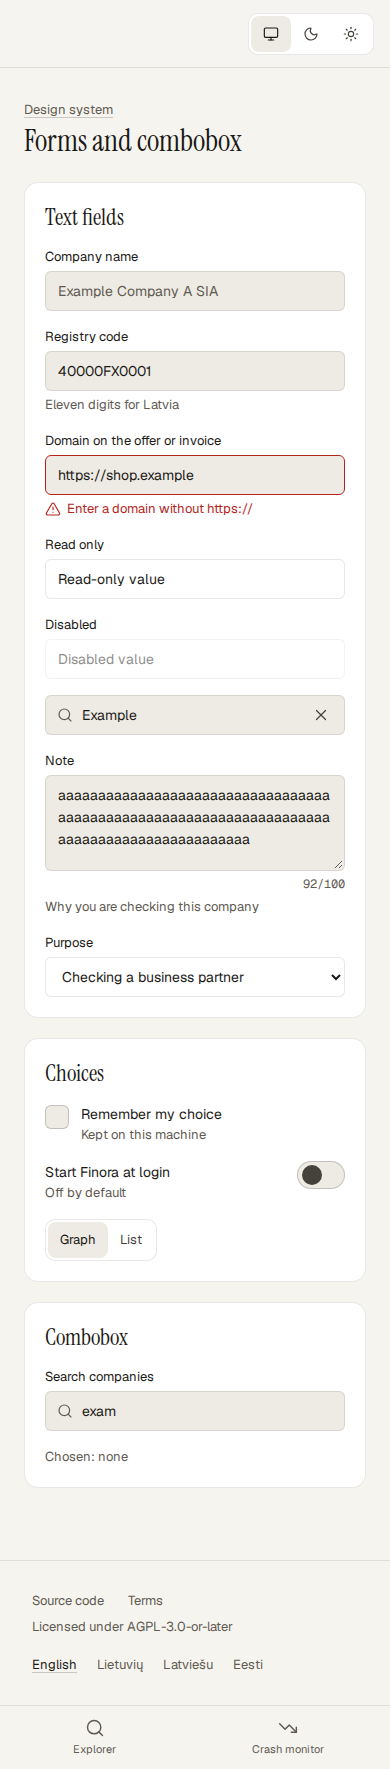 Design system
Forms and combobox
Text fields
Company name
Example Company A SIA
Registry code
40000FX0001
Eleven digits for Latvia
Domain on the offer or invoice
https://shop.example
Enter a domain without https://
Read only
Read-only value
Disabled
Disabled value
Example
Note
aaaaaaaaaaaaaaaaaaaaaaaaaaaaaaaaaa
aaaaaaaaaaaaaaaaaaaaaaaaaaaaaaaaaa
aaaaaaaaaaaaaaaaaaaaaaaa
92/100
Why you are checking this company
Purpose
Checking a business partner
Choices
Remember my choice
Kept on this machine
Start Finora at login
Off by default
Graph List
Combobox
Search companies
exam
Chosen: none
Source code Terms
Licensed under AGPL-3.0-or-later
English Lietuvių Latviešu Eesti
Explorer Crash monitor